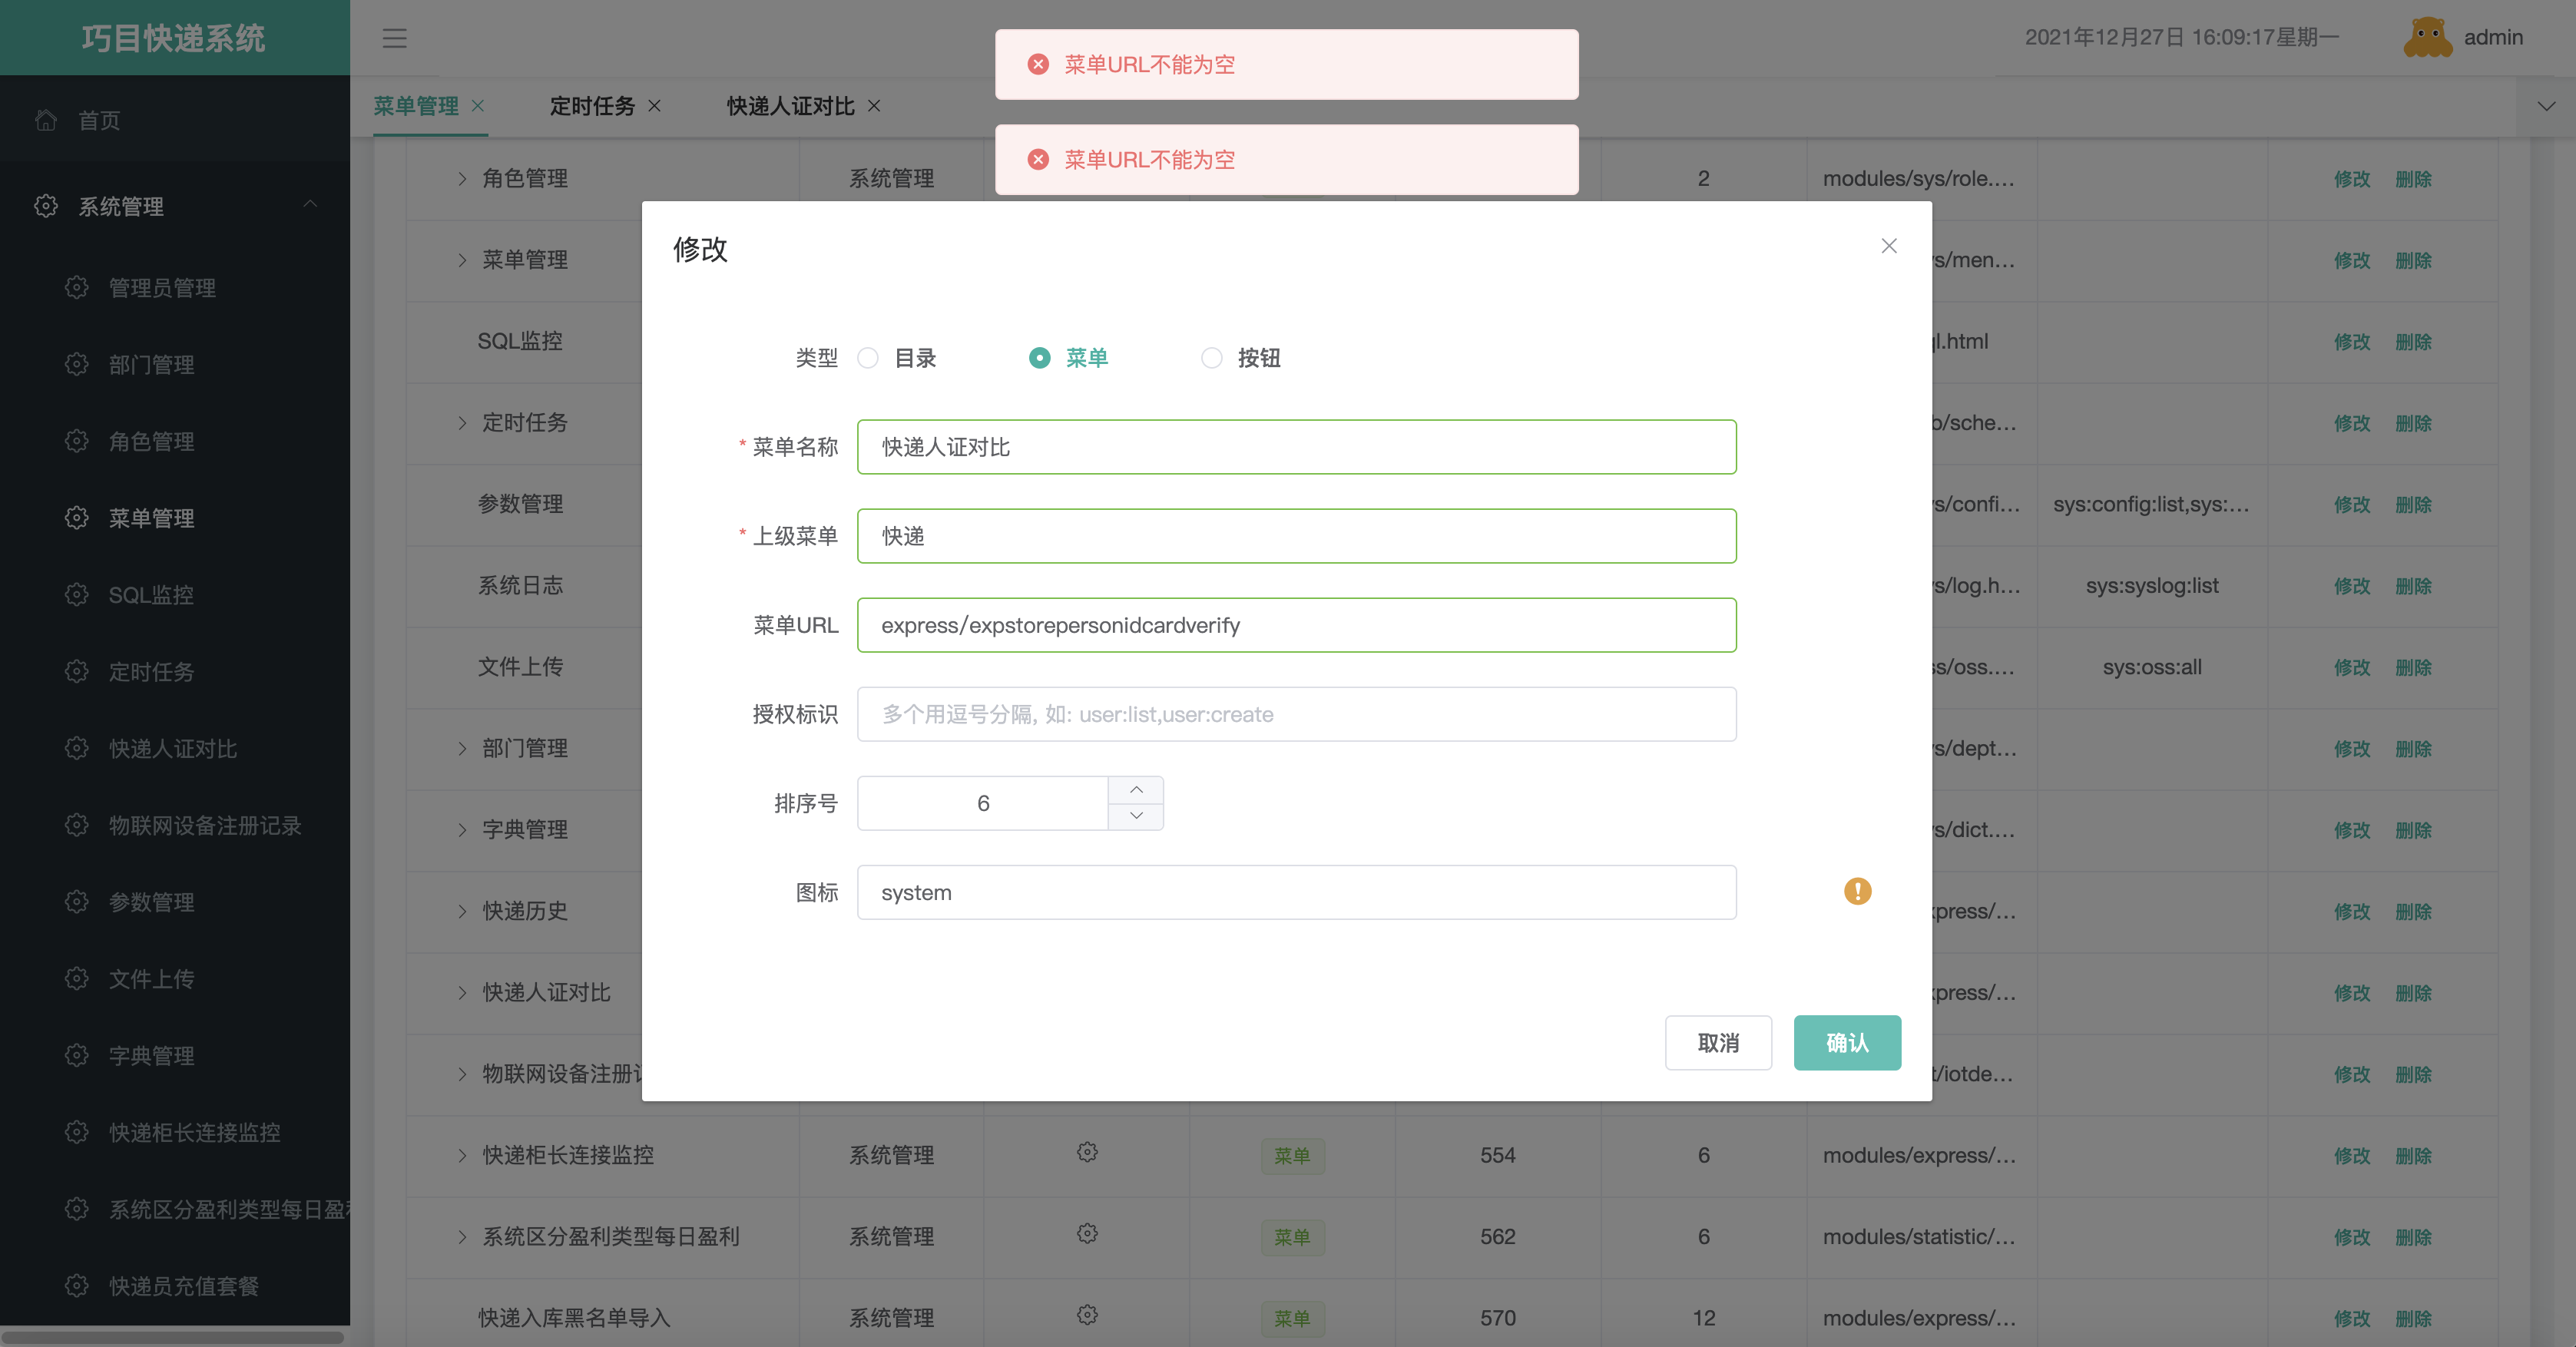 巧目快递系统
2021年12月27日 16:09:17星期一
admin
菜单URL不能为空
菜单URL不能为空
菜单管理
定时任务
快递人证对比
首页
系统管理
管理员管理
部门管理
角色管理
菜单管理
SQL监控
定时任务
快递人证对比
物联网设备注册记录
参数管理
文件上传
字典管理
快递柜长连接监控
系统区分盈利类型每日盈
快递员充值套餐
角色管理 系统管理 2 modules/sys/role.... 修改 删除
菜单管理 s/men... 修改 删除
SQL监控 l.html 修改 删除
定时任务 b/sche... 修改 删除
参数管理 s/confi... sys:config:list,sys:... 修改 删除
系统日志 s/log.h... sys:syslog:list 修改 删除
文件上传 ss/oss.... sys:oss:all 修改 删除
部门管理 s/dept... 修改 删除
字典管理 s/dict.... 修改 删除
快递历史 press/... 修改 删除
快递人证对比 press/... 修改 删除
物联网设备注册 t/iotde... 修改 删除
快递柜长连接监控 系统管理 菜单 554 6 modules/express/... 修改 删除
系统区分盈利类型每日盈利 系统管理 菜单 562 6 modules/statistic/... 修改 删除
快递入库黑名单导入 系统管理 菜单 570 12 modules/express/... 修改 删除
修改
类型 目录 菜单 按钮
* 菜单名称 快递人证对比
* 上级菜单 快递
菜单URL express/expstorepersonidcardverify
授权标识 多个用逗号分隔, 如: user:list,user:create
排序号 6
图标 system
取消 确认